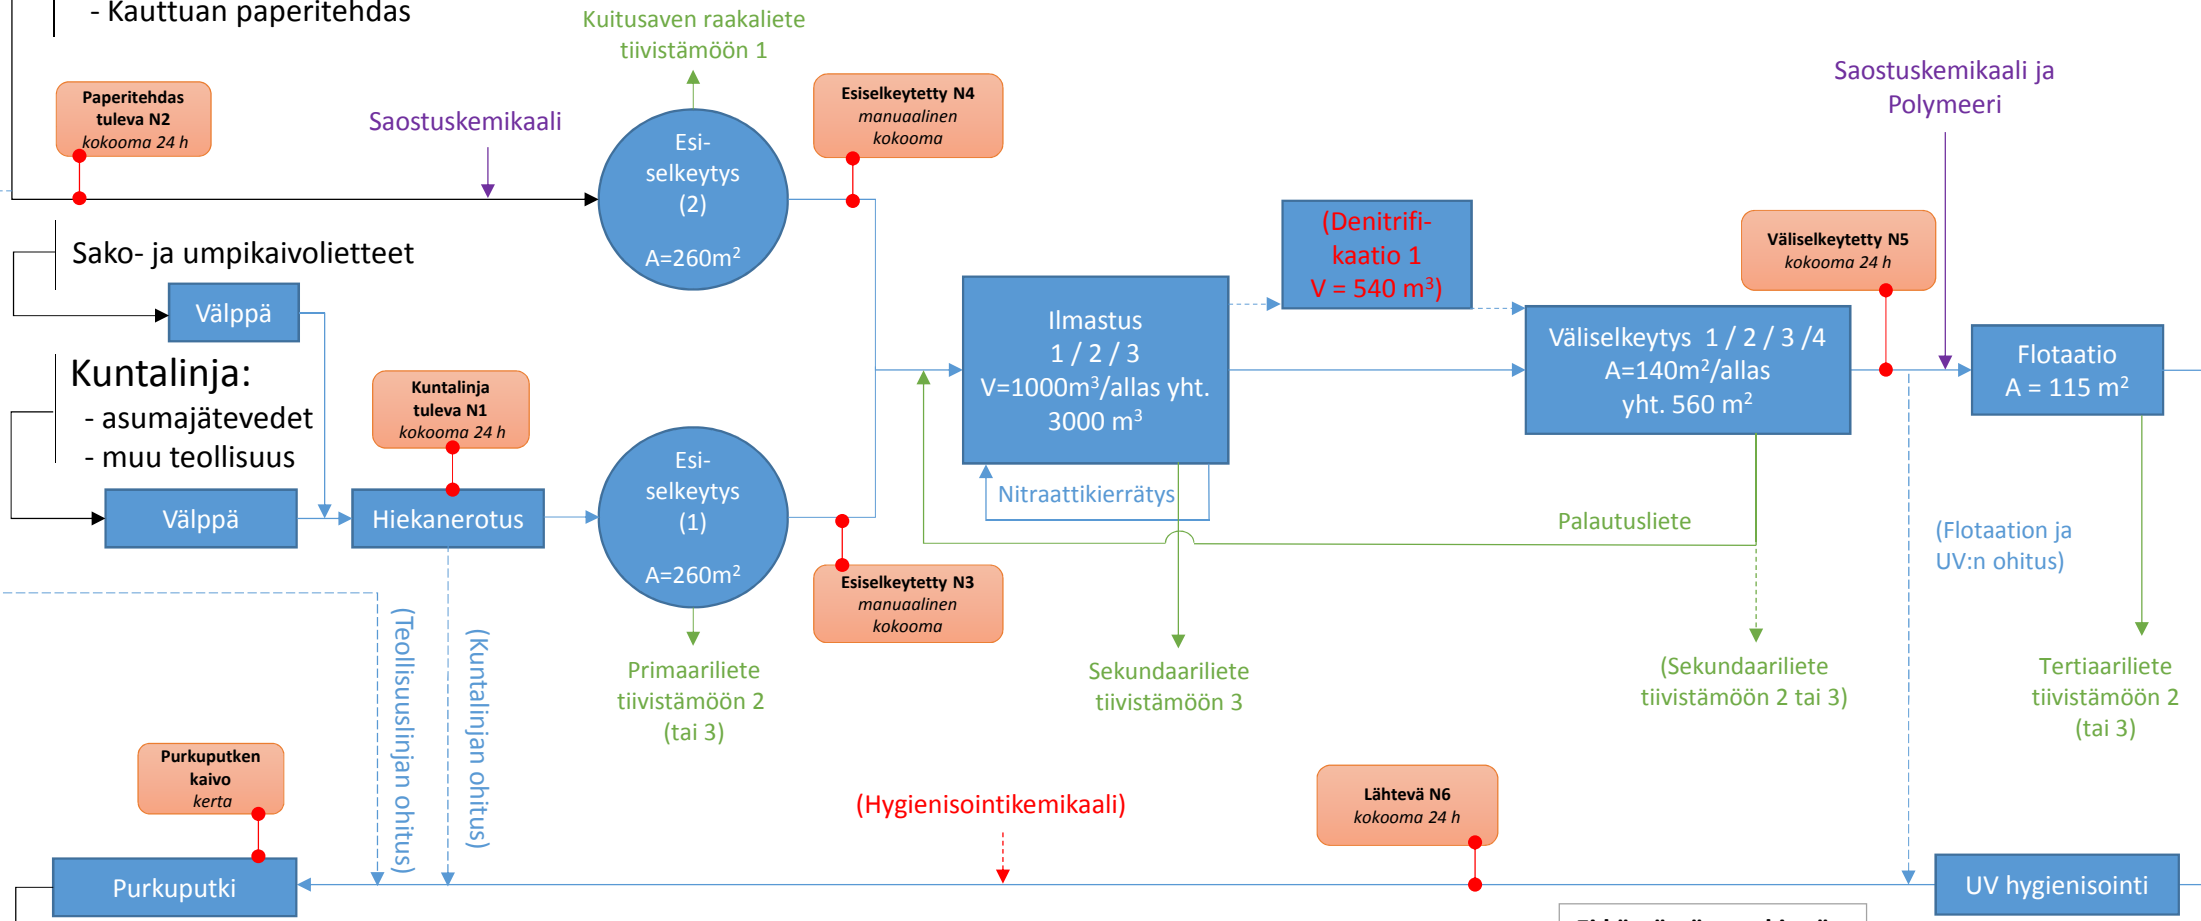 - Kauttuan paperitehdas
Kuitusaven raakaliete
tiivistämöön 1
Paperitehdas
tuleva N2
kokooma 24 h
Saostuskemikaali
Esi-
selkeytys
(2)
A=260m²
Esiselkeytetty N4
manuaalinen
kokooma
Saostuskemikaali ja
Polymeeri
Sako- ja umpikaivolietteet
Välppä
(Denitrifi-
kaatio 1
V = 540 m³)
Väliselkeytetty N5
kokooma 24 h
Kuntalinja:
- asumajätevedet
- muu teollisuus
Kuntalinja
tuleva N1
kokooma 24 h
Ilmastus
1 / 2 / 3
V=1000m³/allas yht.
3000 m³
Väliselkeytys 1 / 2 / 3 /4
A=140m²/allas
yht. 560 m²
Flotaatio
A = 115 m²
Välppä
Hiekanerotus
Esi-
selkeytys
(1)
A=260m²
Nitraattikierrätys
Palautusliete
(Flotaation ja
UV:n ohitus)
Esiselkeytetty N3
manuaalinen
kokooma
(Teollisuuslinjan ohitus)
(Kuntalinjan ohitus)
Primaariliete
tiivistämöön 2
(tai 3)
Sekundaariliete
tiivistämöön 3
(Sekundaariliete
tiivistämöön 2 tai 3)
Tertiaariliete
tiivistämöön 2
(tai 3)
Purkuputken
kaivo
kerta
(Hygienisointikemikaali)
Lähtevä N6
kokooma 24 h
Purkuputki
UV hygienisointi